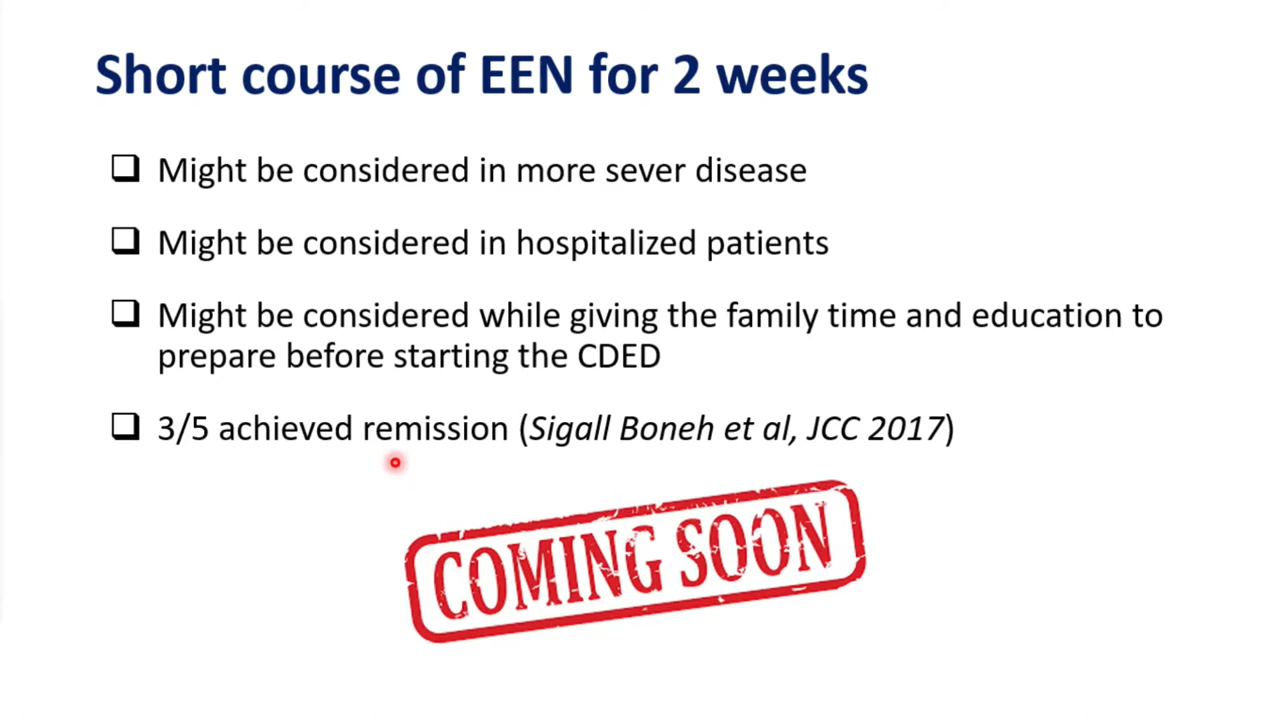 Short course of EEN for 2 weeks
Might be considered in more sever disease
Might be considered in hospitalized patients
Might be considered while giving the family time and education to
prepare before starting the CDED
3/5 achieved remission (Sigall Boneh et al, JCC 2017)
COMING SOON